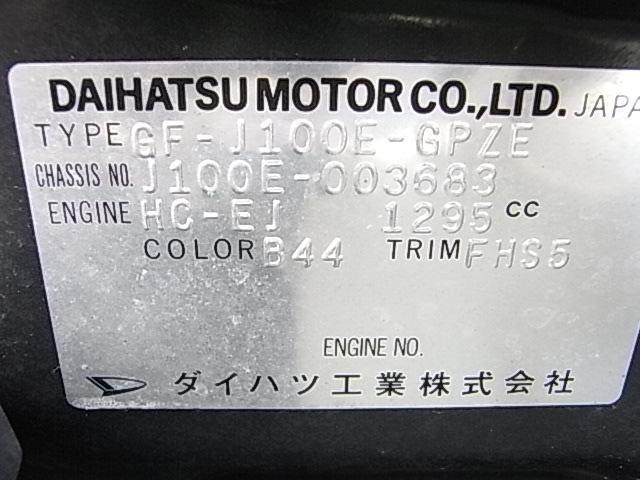 DAIHATSU MOTOR CO.,LTD. JAPA
TYPE GF-J100E-GPZE
CHASSIS NO. J100E-003683
ENGINE HC-EJ 1295 CC
COLOR B44 TRIM FHS5
ENGINE NO.
ダイハツ工業株式会社